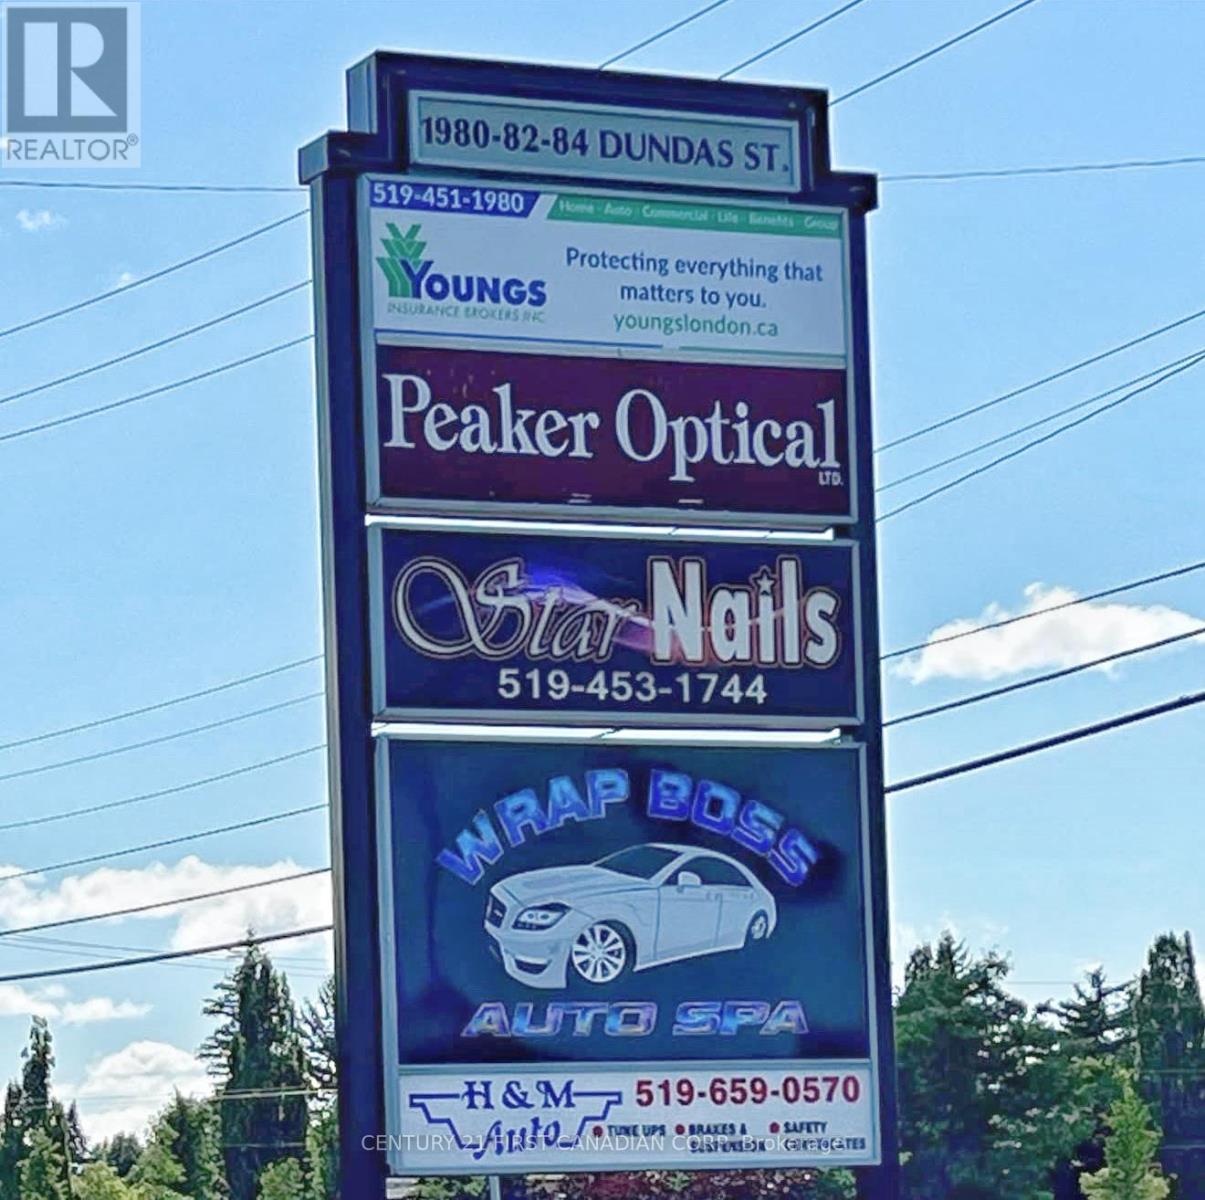 REALTOR®
1980-82-84 DUNDAS ST.
519-451-1980
Home · Auto · Commercial · Life · Benefits · Group
YOUNGS
INSURANCE BROKERS INC.
Protecting everything that
matters to you.
youngslondon.ca
Peaker Optical
LTD.
Star Nails
519-453-1744
WRAP BOSS
AUTO SPA
H & M
Auto
519-659-0570
• TUNE UPS • BRAKES & • SAFETY
SUSPENSION CERTIFICATES
CENTURY 21 FIRST CANADIAN CORP. Brokerage